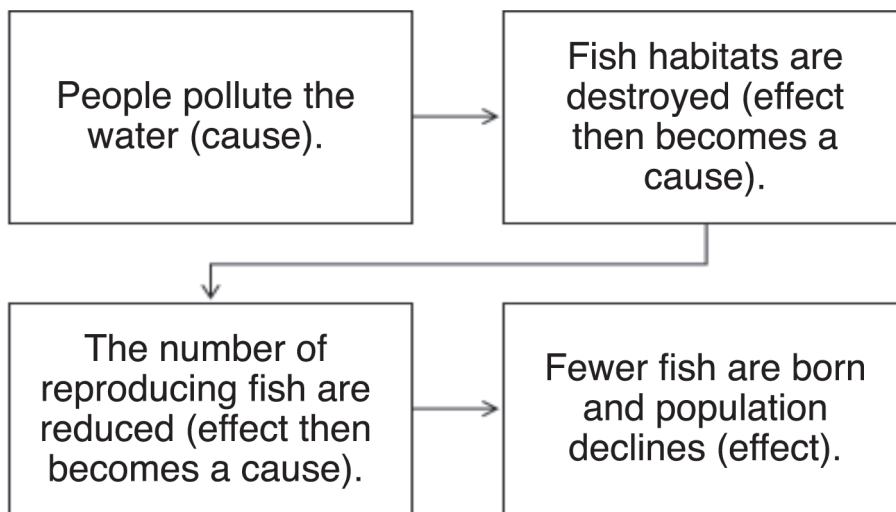 People pollute the
water (cause).
Fish habitats are
destroyed (effect
then becomes a
cause).
The number of
reproducing fish are
reduced (effect then
becomes a cause).
Fewer fish are born
and population
declines (effect).